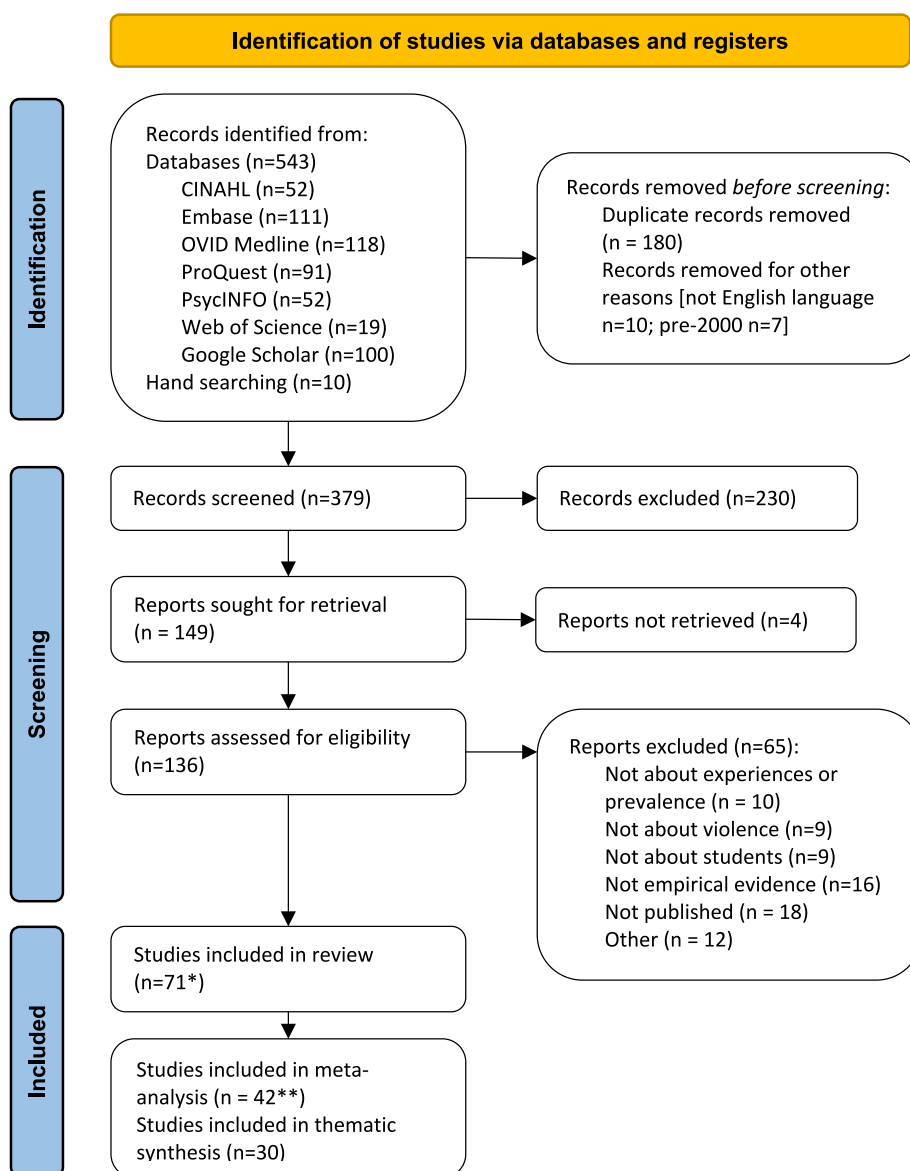 Identification of studies via databases and registers
Identification
Records identified from:
Databases (n=543)
CINAHL (n=52)
Embase (n=111)
OVID Medline (n=118)
ProQuest (n=91)
PsycINFO (n=52)
Web of Science (n=19)
Google Scholar (n=100)
Hand searching (n=10)
Records removed before screening:
Duplicate records removed
(n = 180)
Records removed for other
reasons [not English language
n=10; pre-2000 n=7]
Screening
Records screened (n=379)
Records excluded (n=230)
Reports sought for retrieval
(n = 149)
Reports not retrieved (n=4)
Reports assessed for eligibility
(n=136)
Reports excluded (n=65):
Not about experiences or
prevalence (n = 10)
Not about violence (n=9)
Not about students (n=9)
Not empirical evidence (n=16)
Not published (n = 18)
Other (n = 12)
Included
Studies included in review
(n=71*)
Studies included in meta-
analysis (n = 42**)
Studies included in thematic
synthesis (n=30)